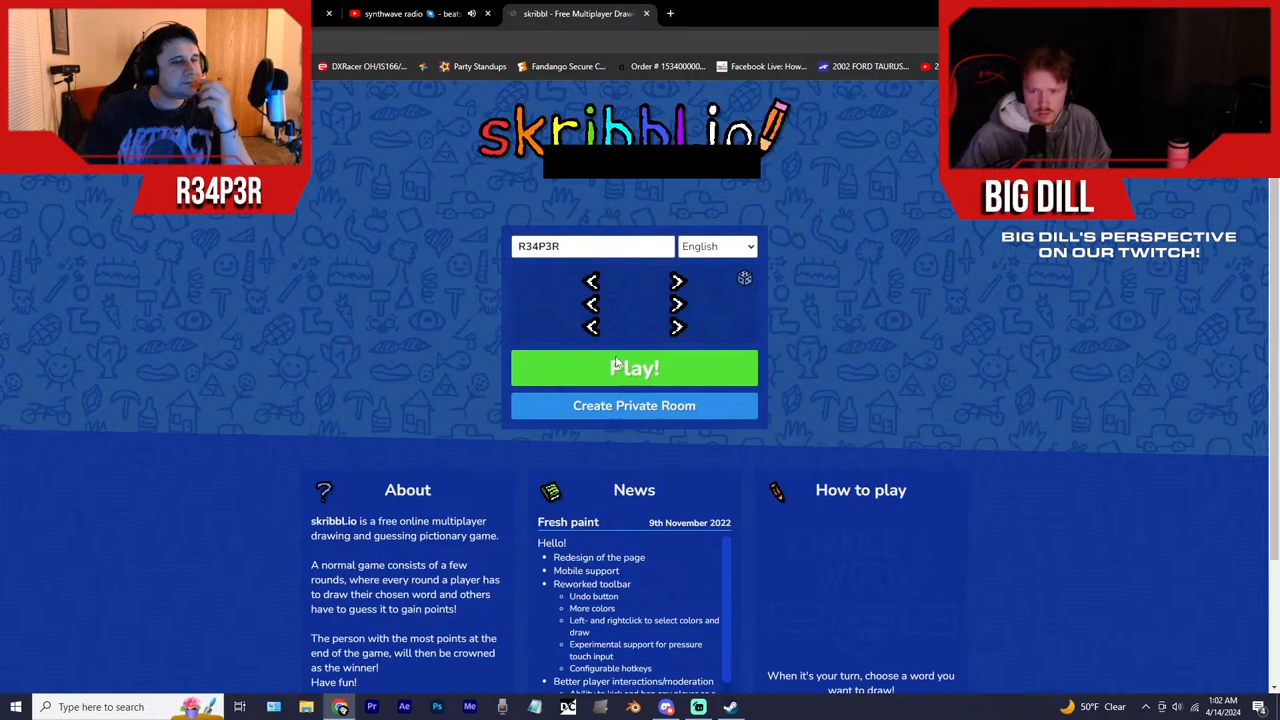 synthwave radio
- beats
skribbl - Free Multiplayer Draw
DXRacer OH/IS166/...
Party Standups
Fandango Secure C...
Order # 153400000...
Facebook Live: How...
2002 FORD TAURUS...
2
skribbl.io
R34P3R
BIG DILL
BIG DILL'S PERSPECTIVE
ON OUR TWITCH!
R34P3R
English
Play!
Create Private Room
About
skribbl.io is a free online multiplayer
drawing and guessing pictionary game.
A normal game consists of a few
rounds, where every round a player has
to draw their chosen word and others
have to guess it to gain points!
The person with the most points at the
end of the game, will then be crowned
as the winner!
Have fun!
News
Fresh paint
9th November 2022
Hello!
Redesign of the page
Mobile support
Reworked toolbar
Undo button
More colors
Left- and rightclick to select colors and
draw
Experimental support for pressure
touch input
Configurable hotkeys
Better player interactions/moderation
How to play
When it's your turn, choose a word you
want to draw!
Type here to search
Pr
Ae
Ps
Me
DC
50°F Clear
1:02 AM
4/14/2024